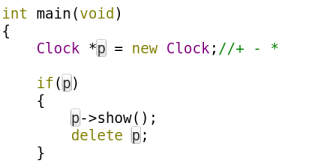 int main(void)
{
    Clock *p = new Clock;//+ - *
    if(p)
    {
        p->show();
        delete p;
    }